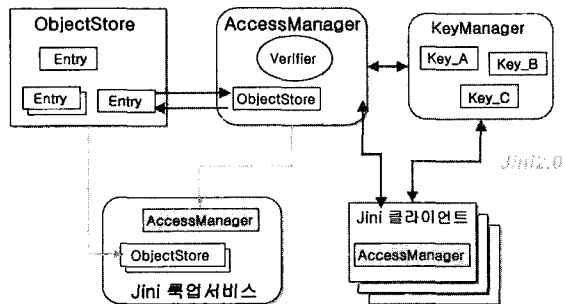 ObjectStore
Entry
Entry
Entry
AccessManager
Verifier
ObjectStore
KeyManager
Key_A
Key_B
Key_C
Jini2.0
AccessManager
ObjectStore
Jini 룩업서비스
Jini 클라이언트
AccessManager